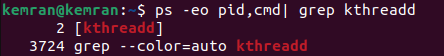 kemran@kemran:~$ ps -eo pid,cmd| grep kthreadd
2 [kthreadd]
3724 grep --color=auto kthreadd